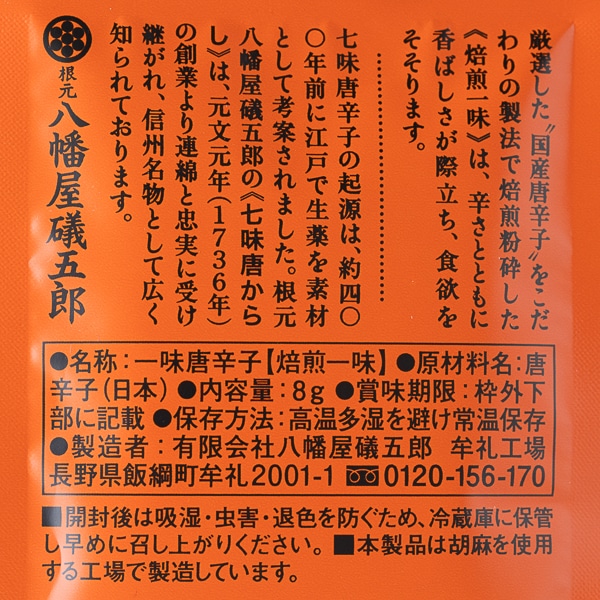 厳選した〝国産唐辛子〟をこだ
わりの製法で焙煎粉砕した
《焙煎一味》は、辛さとともに
香ばしさが際立ち、食欲を
そそります。
七味唐辛子の起源は、約四〇
〇年前に江戸で生薬を素材
として考案されました。根元
八幡屋礒五郎の《七味唐から
し》は、元文元年(1736年)
の創業より連綿と忠実に受け
継がれ、信州名物として広く
知られております。
根元 八幡屋礒五郎
●名称：一味唐辛子【焙煎一味】●原材料名：唐
辛子(日本)●内容量：8g●賞味期限：枠外下
部に記載●保存方法：高温多湿を避け常温保存
●製造者：有限会社八幡屋礒五郎 牟礼工場
長野県飯綱町牟礼2001-1 0120-156-170
■開封後は吸湿・虫害・退色を防ぐため、冷蔵庫に保管
し早めに召し上がりください。■本製品は胡麻を使用
する工場で製造しています。